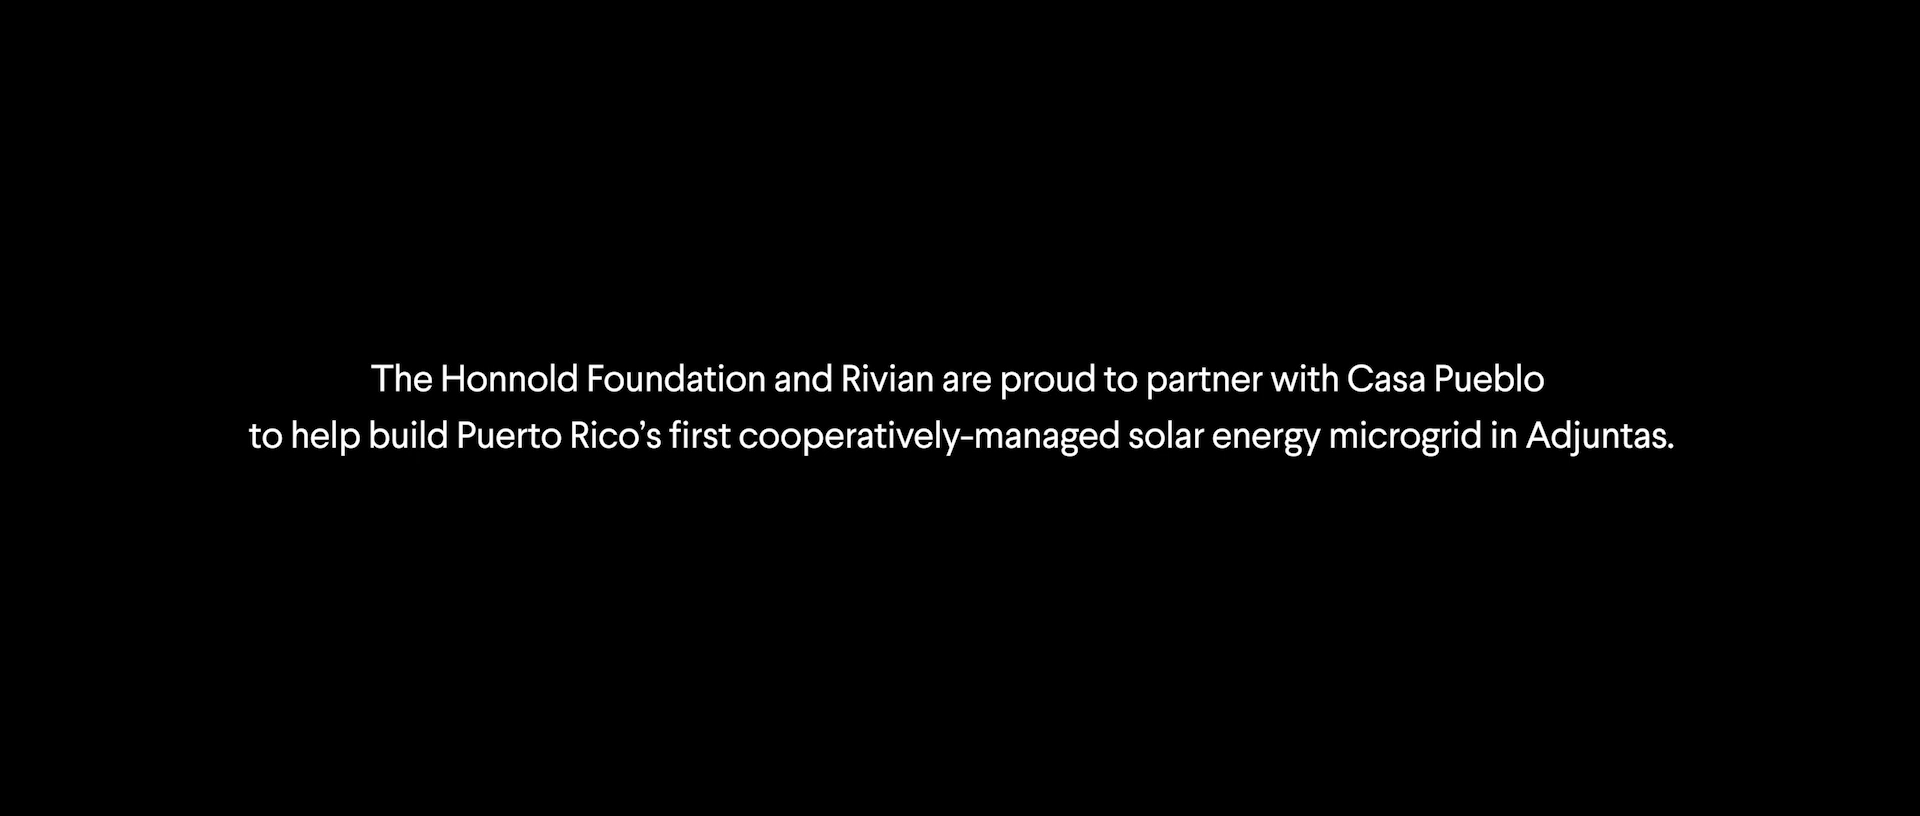 The Honnold Foundation and Rivian are proud to partner with Casa Pueblo
to help build Puerto Rico’s first cooperatively-managed solar energy microgrid in Adjuntas.